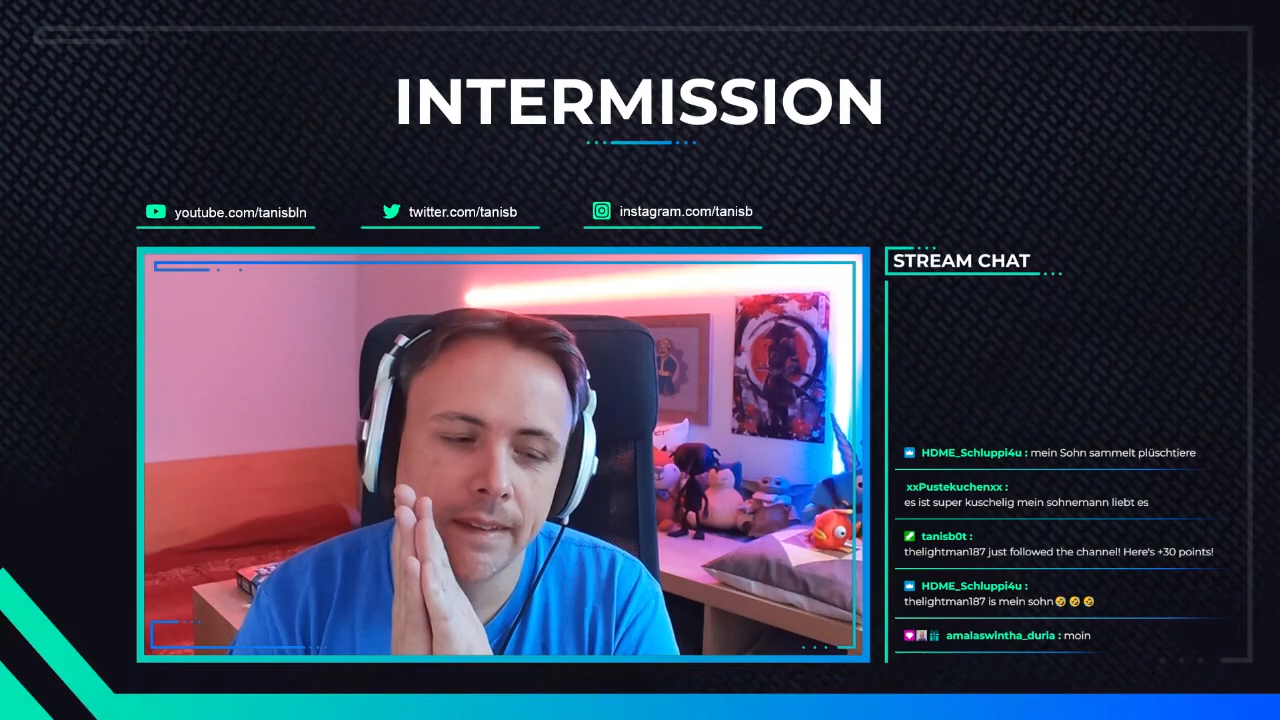 INTERMISSION
youtube.com/tanisbln
twitter.com/tanisb
instagram.com/tanisb
STREAM CHAT
HDME_Schluppi4u : mein Sohn sammelt plüschtiere
xxPustekuchenxx :
es ist super kuschelig mein sohnemann liebt es
tanisb0t :
thelightman187 just followed the channel! Here's +30 points!
HDME_Schluppi4u :
thelightman187 is mein sohn🤣🤣🤣
amalaswintha_duria : moin